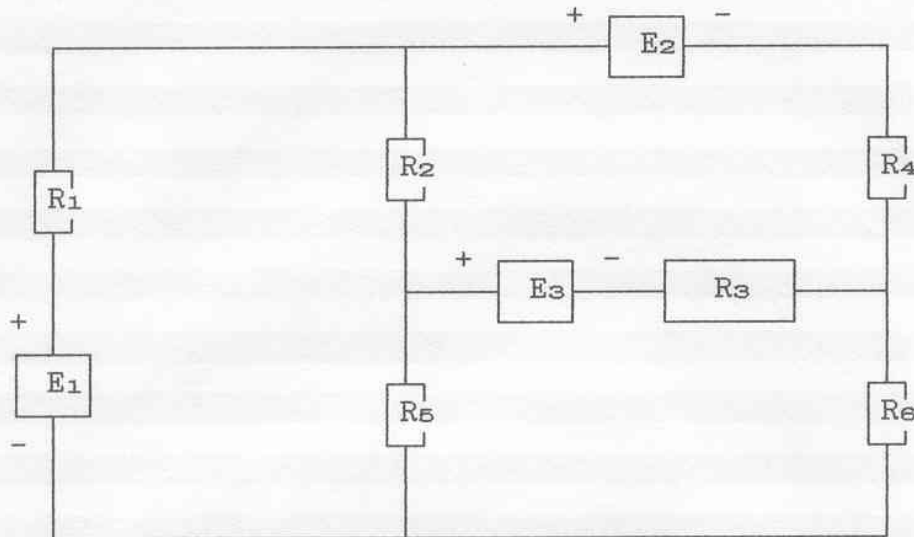 + -
E2
R2 R4
R1
+ -
E3 R3
+
E1
R5 R6
-